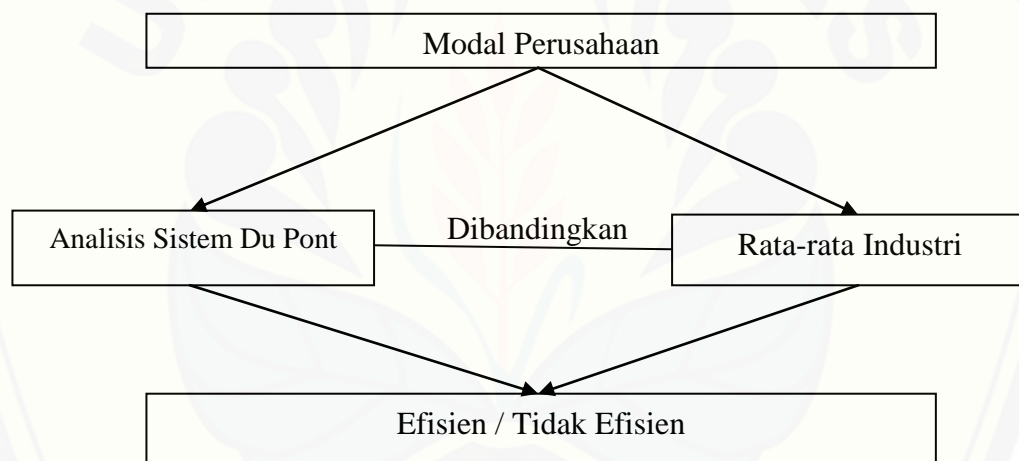 Modal Perusahaan
Analisis Sistem Du Pont
Dibandingkan
Rata-rata Industri
Efisien / Tidak Efisien